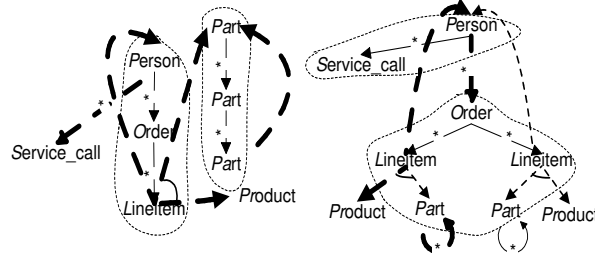 Part
Person
*
*
Part
*
Order
*
Service_call
Part
*
LineItem
Product
Person
*
Service_call
*
Order
*
*
LineItem
LineItem
Product
Part
Part
Product
*
*